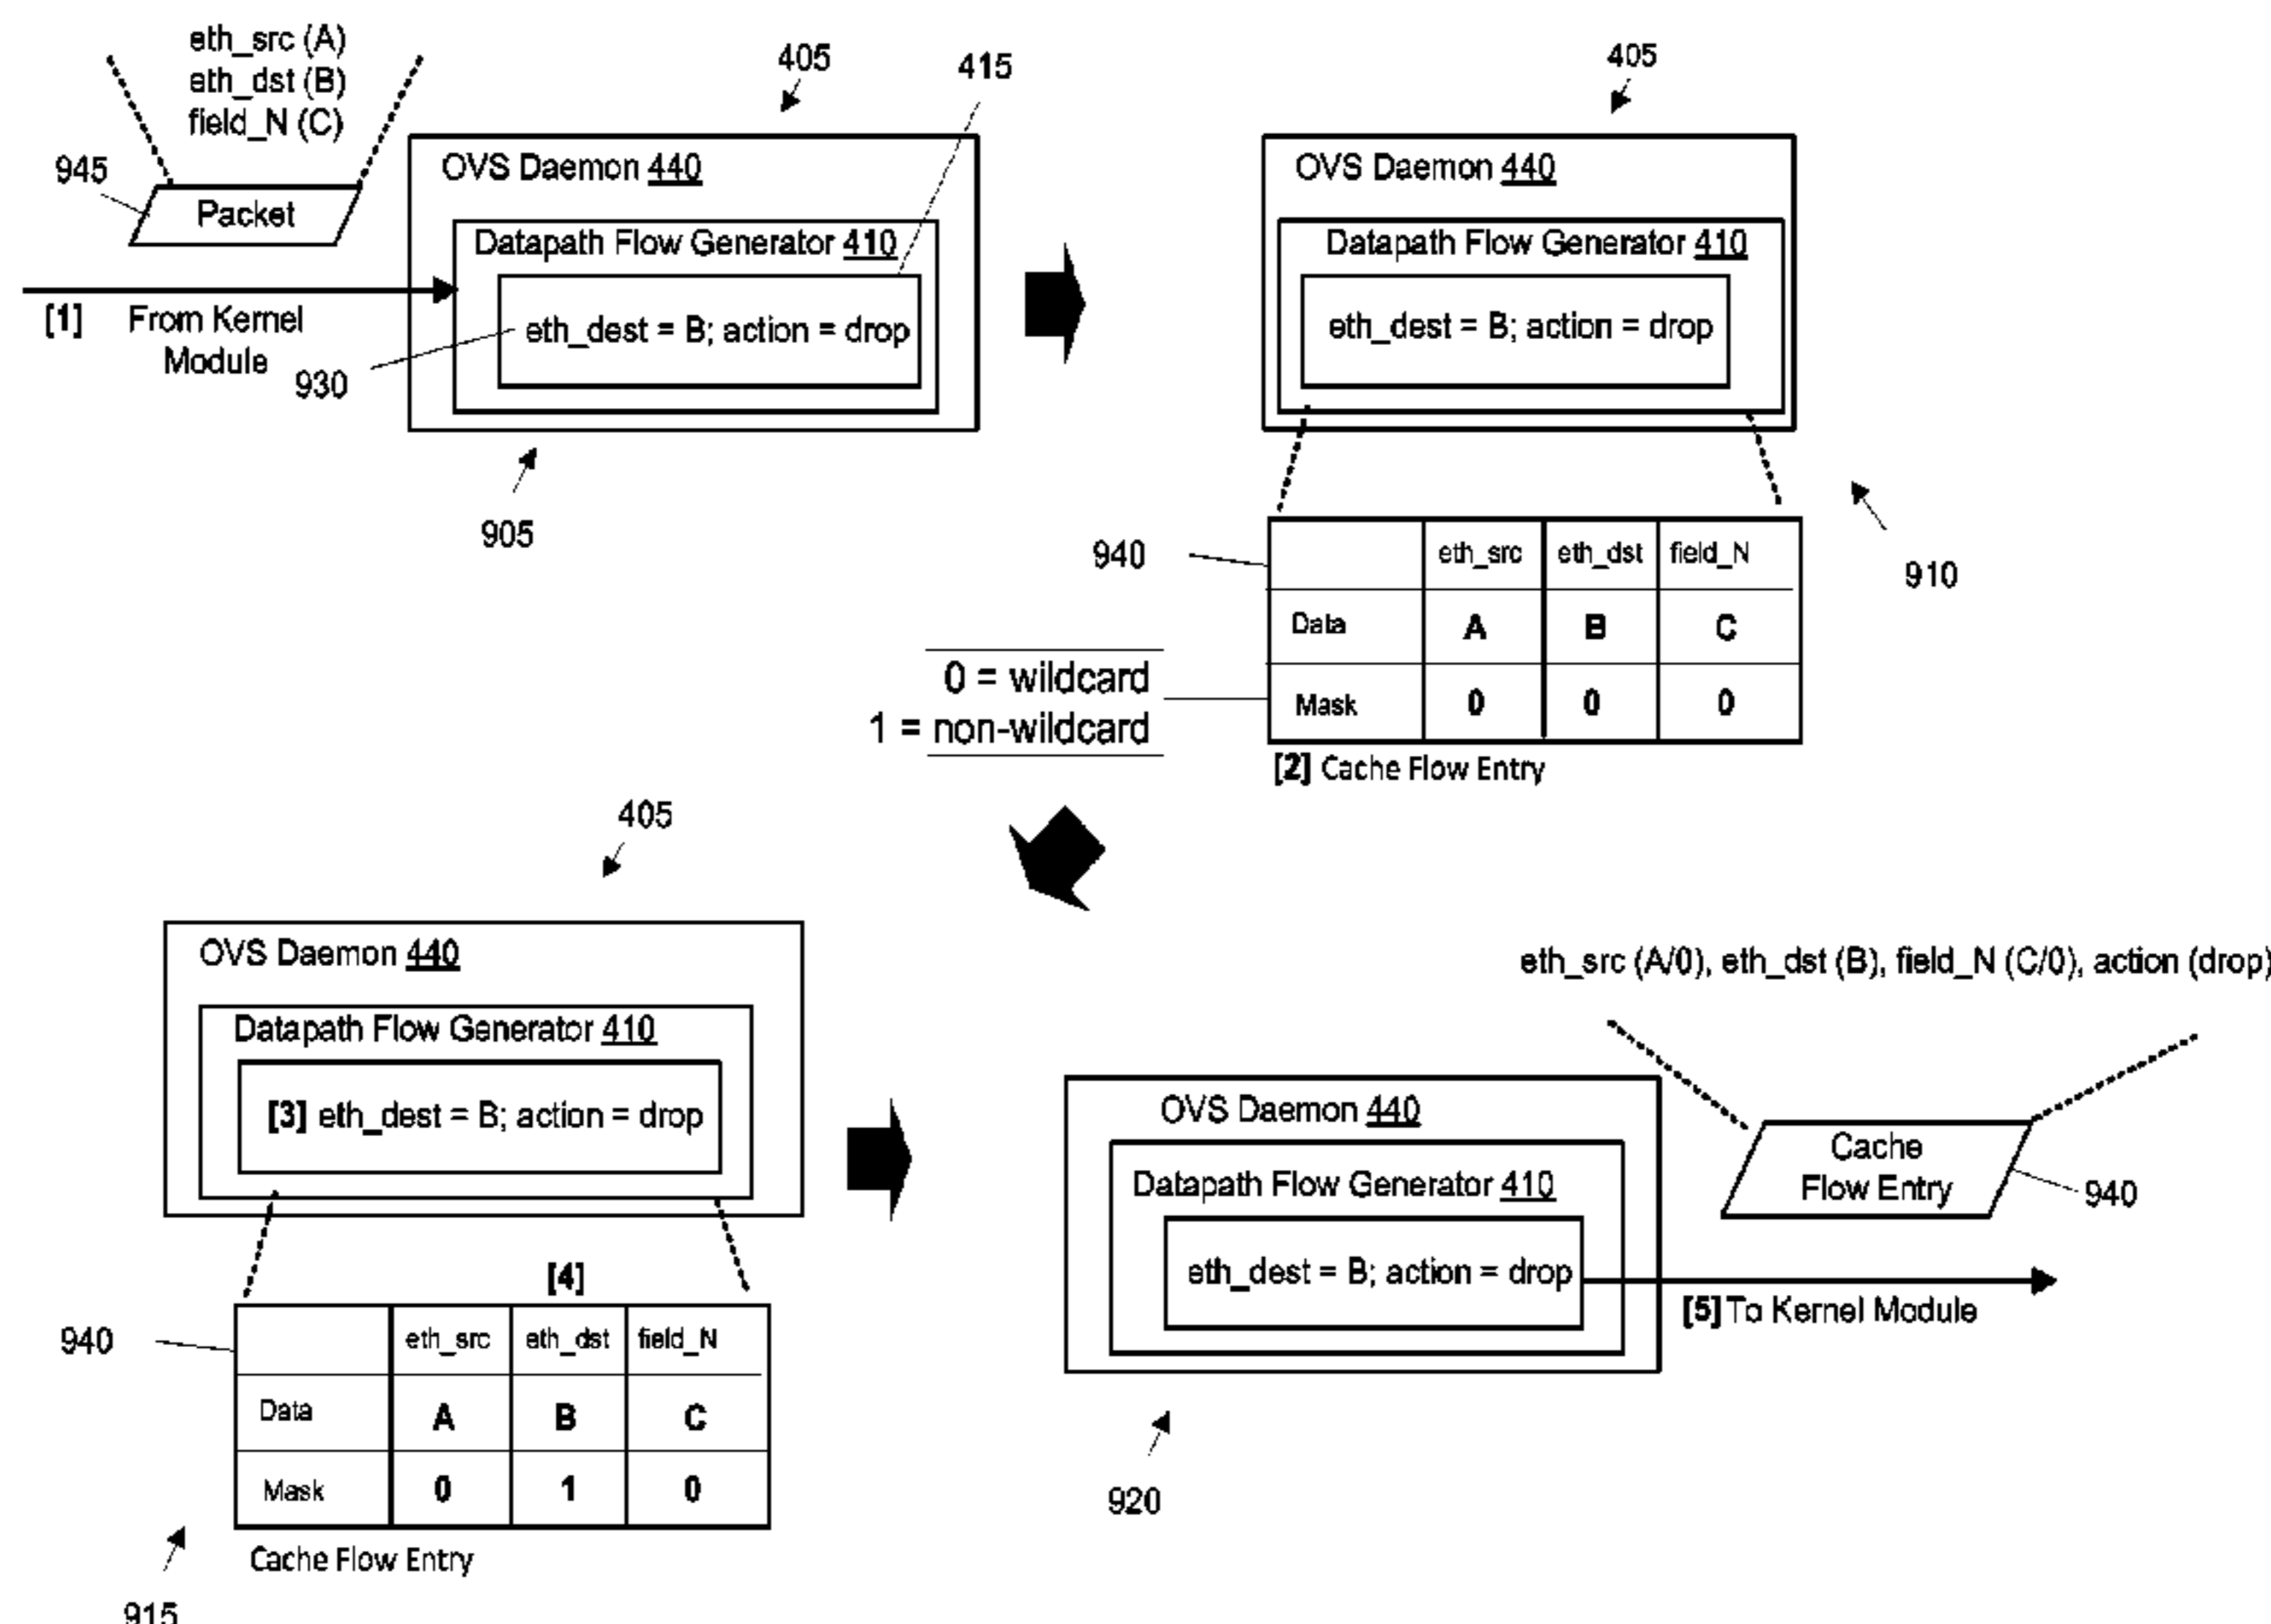 eth_src (A)
eth_dst (B)
field_N (C)
945
Packet
[1] From Kernel
Module
930
405
415
OVS Daemon 440
Datapath Flow Generator 410
eth_dest = B; action = drop
905
405
OVS Daemon 440
Datapath Flow Generator 410
eth_dest = B; action = drop
910
940
eth_src eth_dst field_N
Data A B C
Mask 0 0 0
0 = wildcard
1 = non-wildcard
[2] Cache Flow Entry
405
OVS Daemon 440
Datapath Flow Generator 410
[3] eth_dest = B; action = drop
[4]
940
eth_src eth_dst field_N
Data A B C
Mask 0 1 0
Cache Flow Entry
915
eth_src (A/0), eth_dst (B), field_N (C/0), action (drop)
OVS Daemon 440
Datapath Flow Generator 410
eth_dest = B; action = drop
Cache
Flow Entry
940
[5] To Kernel Module
920